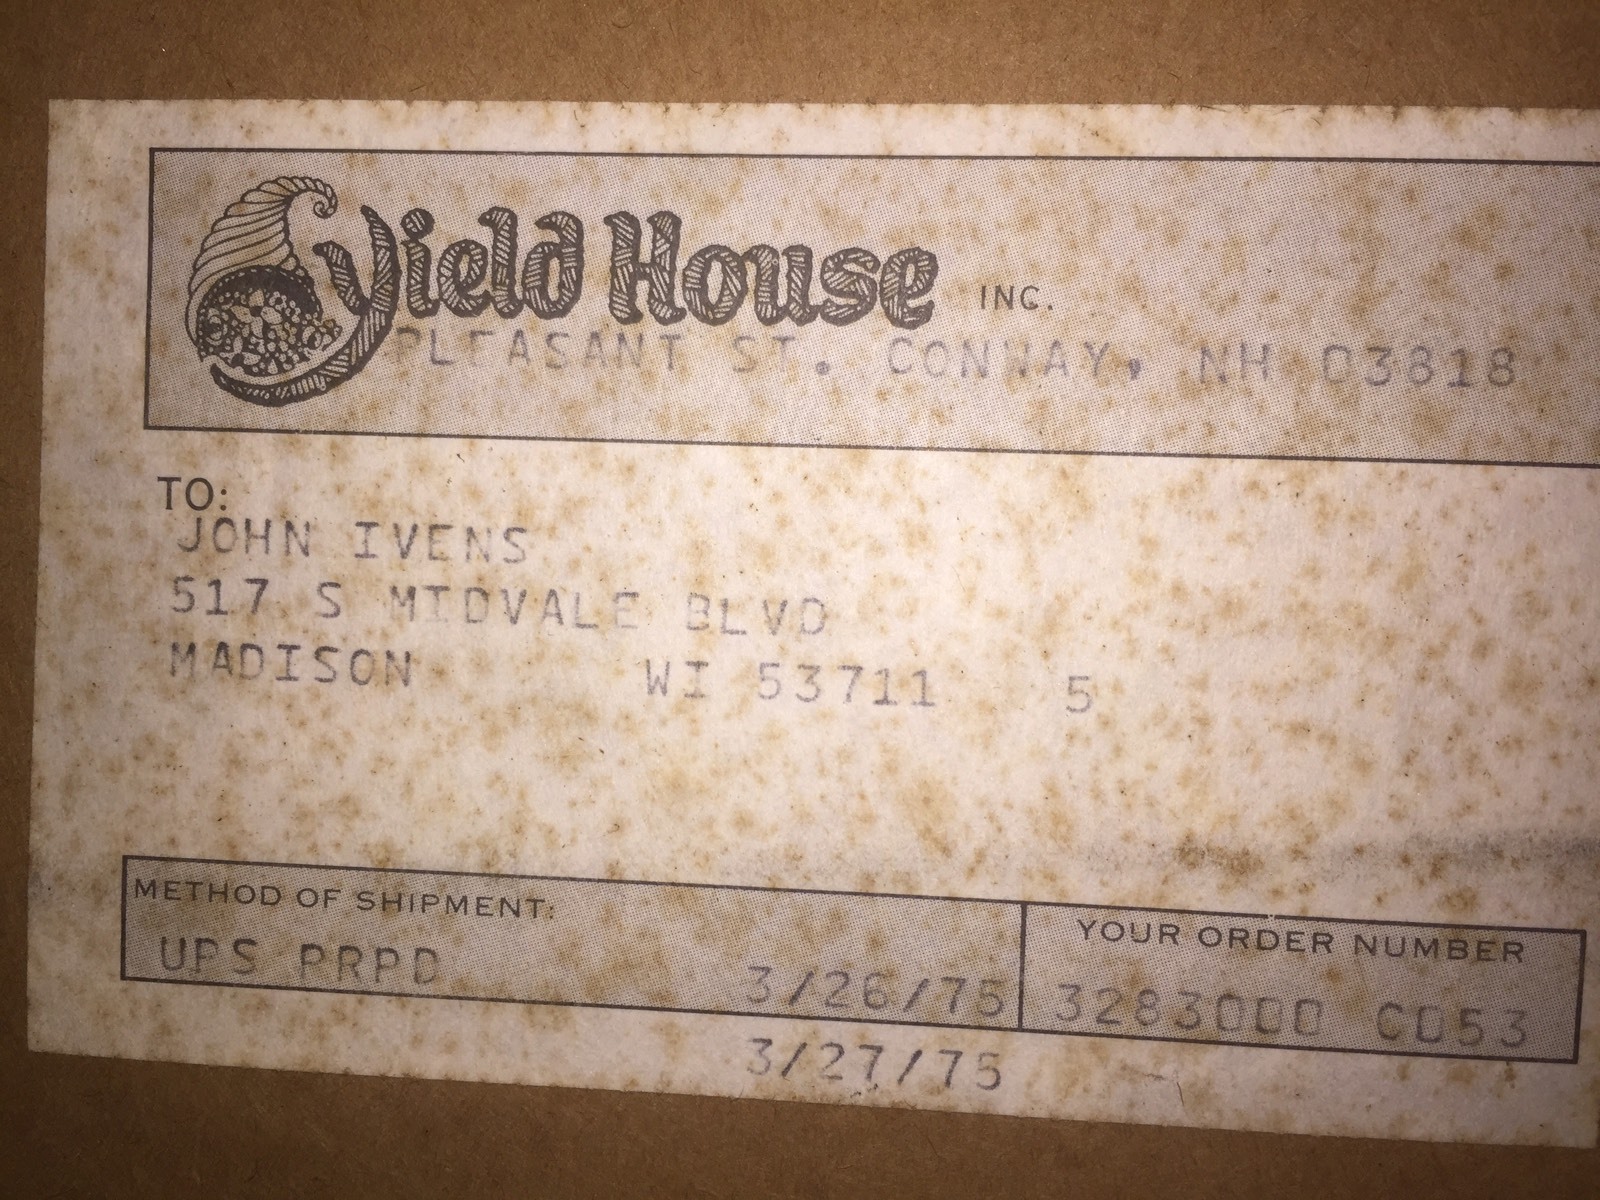 Yield House INC.
PLEASANT ST. CONWAY, NH 03818
TO:
JOHN IVENS
517 S MIDVALE BLVD
MADISON WI 53711 5
METHOD OF SHIPMENT:
UPS PRPD 3/26/75
YOUR ORDER NUMBER
3283000 CD53
3/27/75